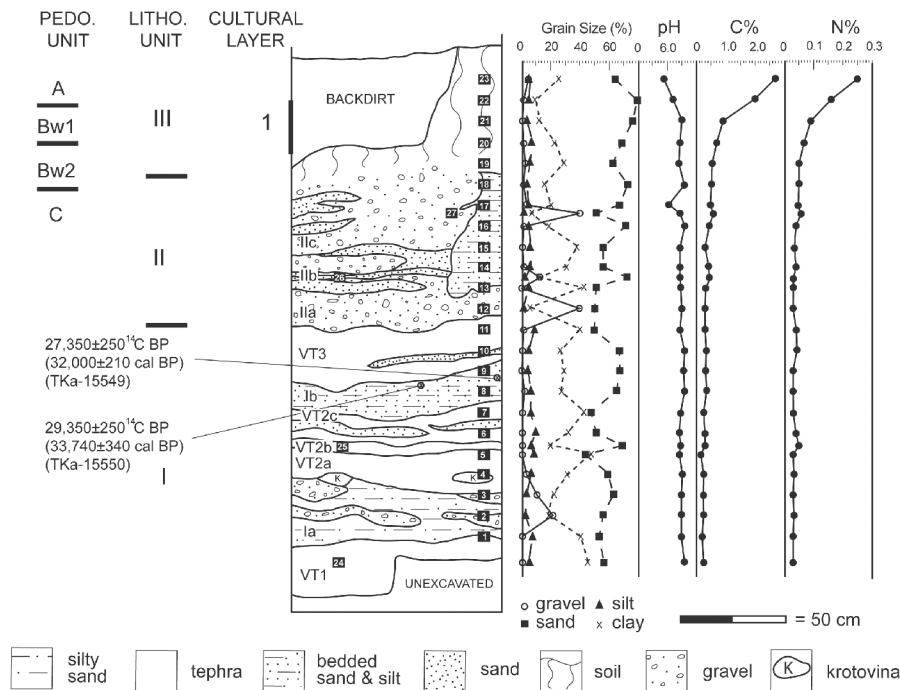 PEDO. UNIT
LITHO. UNIT
CULTURAL LAYER
Grain Size (%)
pH
C%
N%
0 20 40 60 80
6.0
0 1.0 2.0
0 0.1 0.2 0.3
A
Bw1
Bw2
C
III
II
I
1
BACKDIRT
23
22
21
20
19
18
17
27
16
IIc
15
14
IIb
26
13
IIa
12
11
VT3
10
9
8
Ib
7
VT2c
6
VT2b
25
5
VT2a
4
K
K
3
2
Ia
1
24
VT1
UNEXCAVATED
27,350±250 14C BP
(32,000±210 cal BP)
(TKa-15549)
29,350±250 14C BP
(33,740±340 cal BP)
(TKa-15550)
gravel
silt
sand
clay
= 50 cm
silty sand
tephra
bedded sand & silt
sand
soil
gravel
K
krotovina